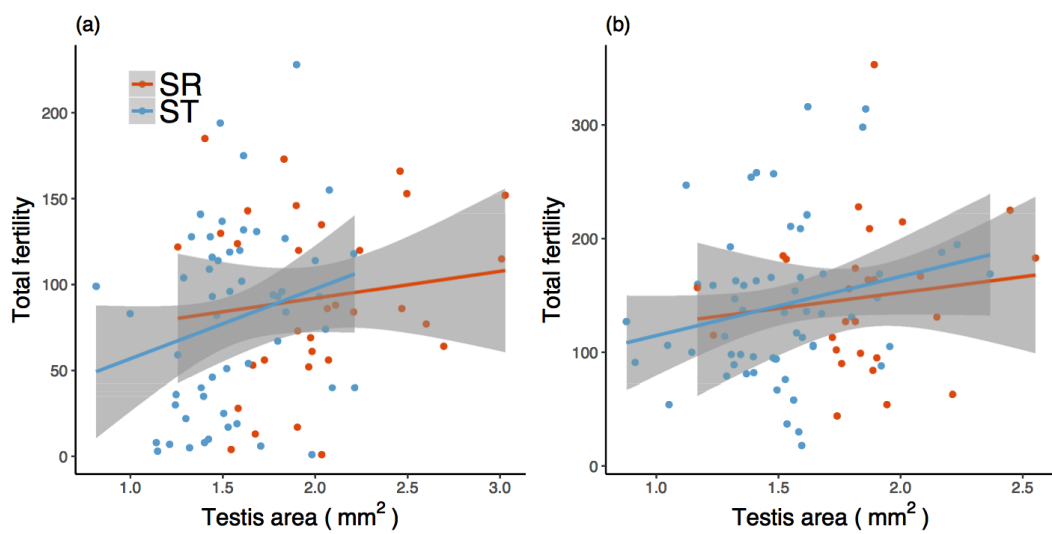 (a)
SR
ST
Total fertility
200
150
100
50
0
1.0 1.5 2.0 2.5 3.0
Testis area ( mm² )
(b)
Total fertility
300
200
100
0
1.0 1.5 2.0 2.5
Testis area ( mm² )